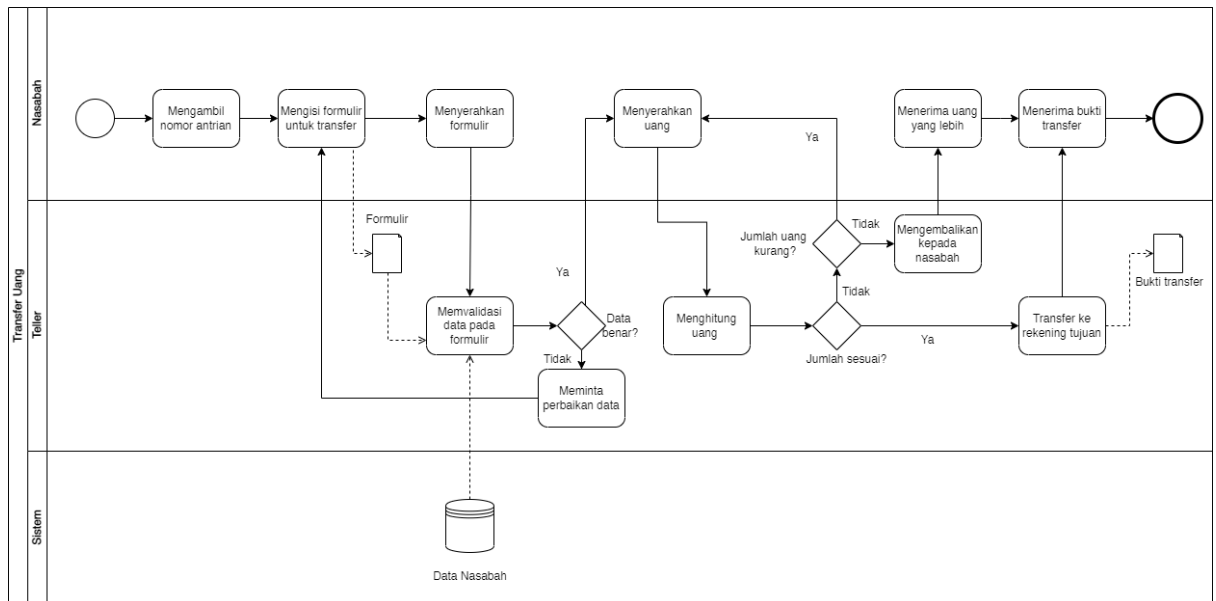 Transfer Uang
Nasabah
Mengambil
nomor antrian
Mengisi formulir
untuk transfer
Menyerahkan
formulir
Menyerahkan
uang
Menerima uang
yang lebih
Menerima bukti
transfer
Ya
Teller
Formulir
Memvalidasi
data pada
formulir
Ya
Data
benar?
Tidak
Meminta
perbaikan data
Menghitung
uang
Jumlah uang
kurang?
Tidak
Mengembalikan
kepada
nasabah
Tidak
Jumlah sesuai?
Ya
Transfer ke
rekening tujuan
Bukti transfer
Sistem
Data Nasabah